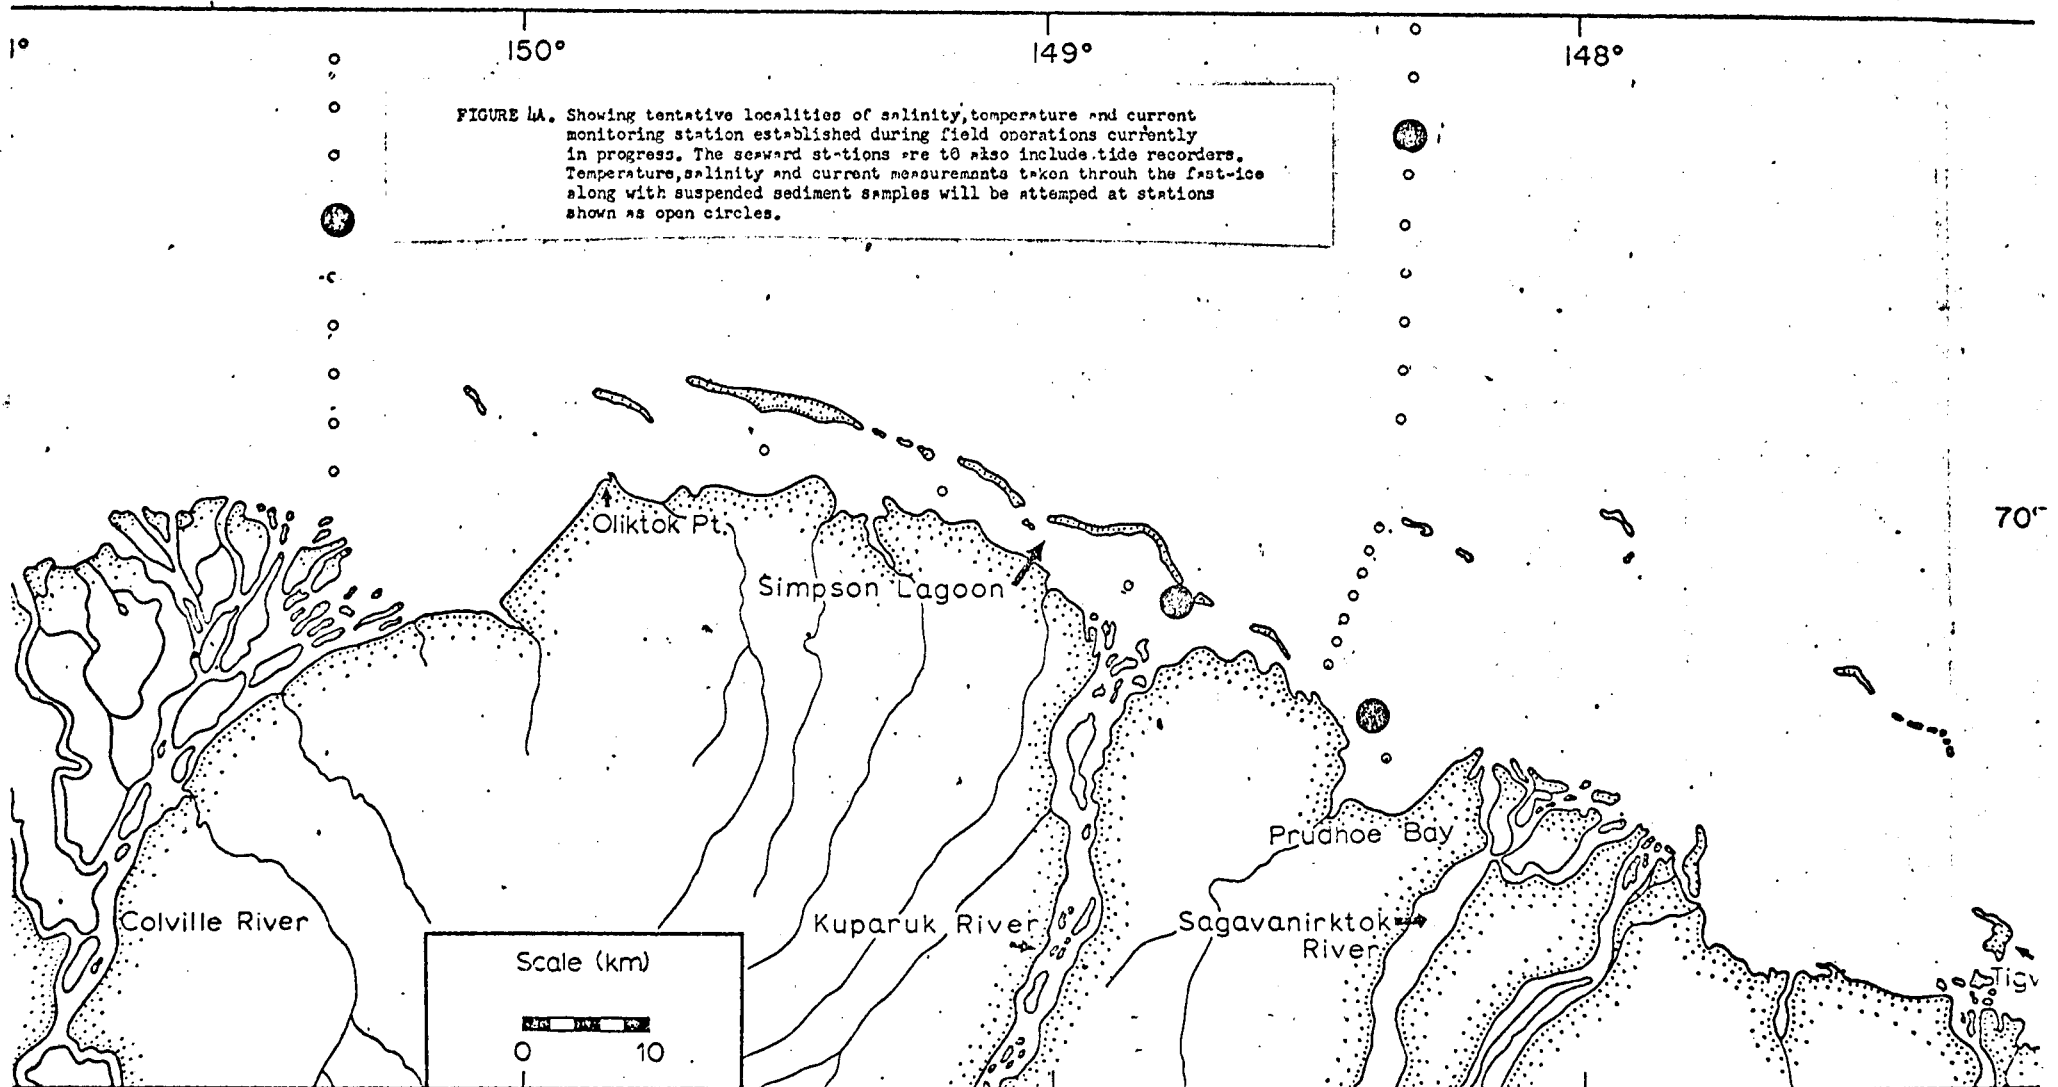 1° 150° 149° 148°
FIGURE 4A. Showing tentative localities of salinity, temperature and current
monitoring station established during field operations currently
in progress. The seaward stations are to also include tide recorders.
Temperature, salinity and current measurements taken throuh the fast-ice
along with suspended sediment samples will be attemped at stations
shown as open circles.
Oliktok Pt.
70°
Simpson Lagoon
Prudhoe Bay
Colville River
Kuparuk River
Sagavanirktok
River
Scale (km)
0 10
Tigv